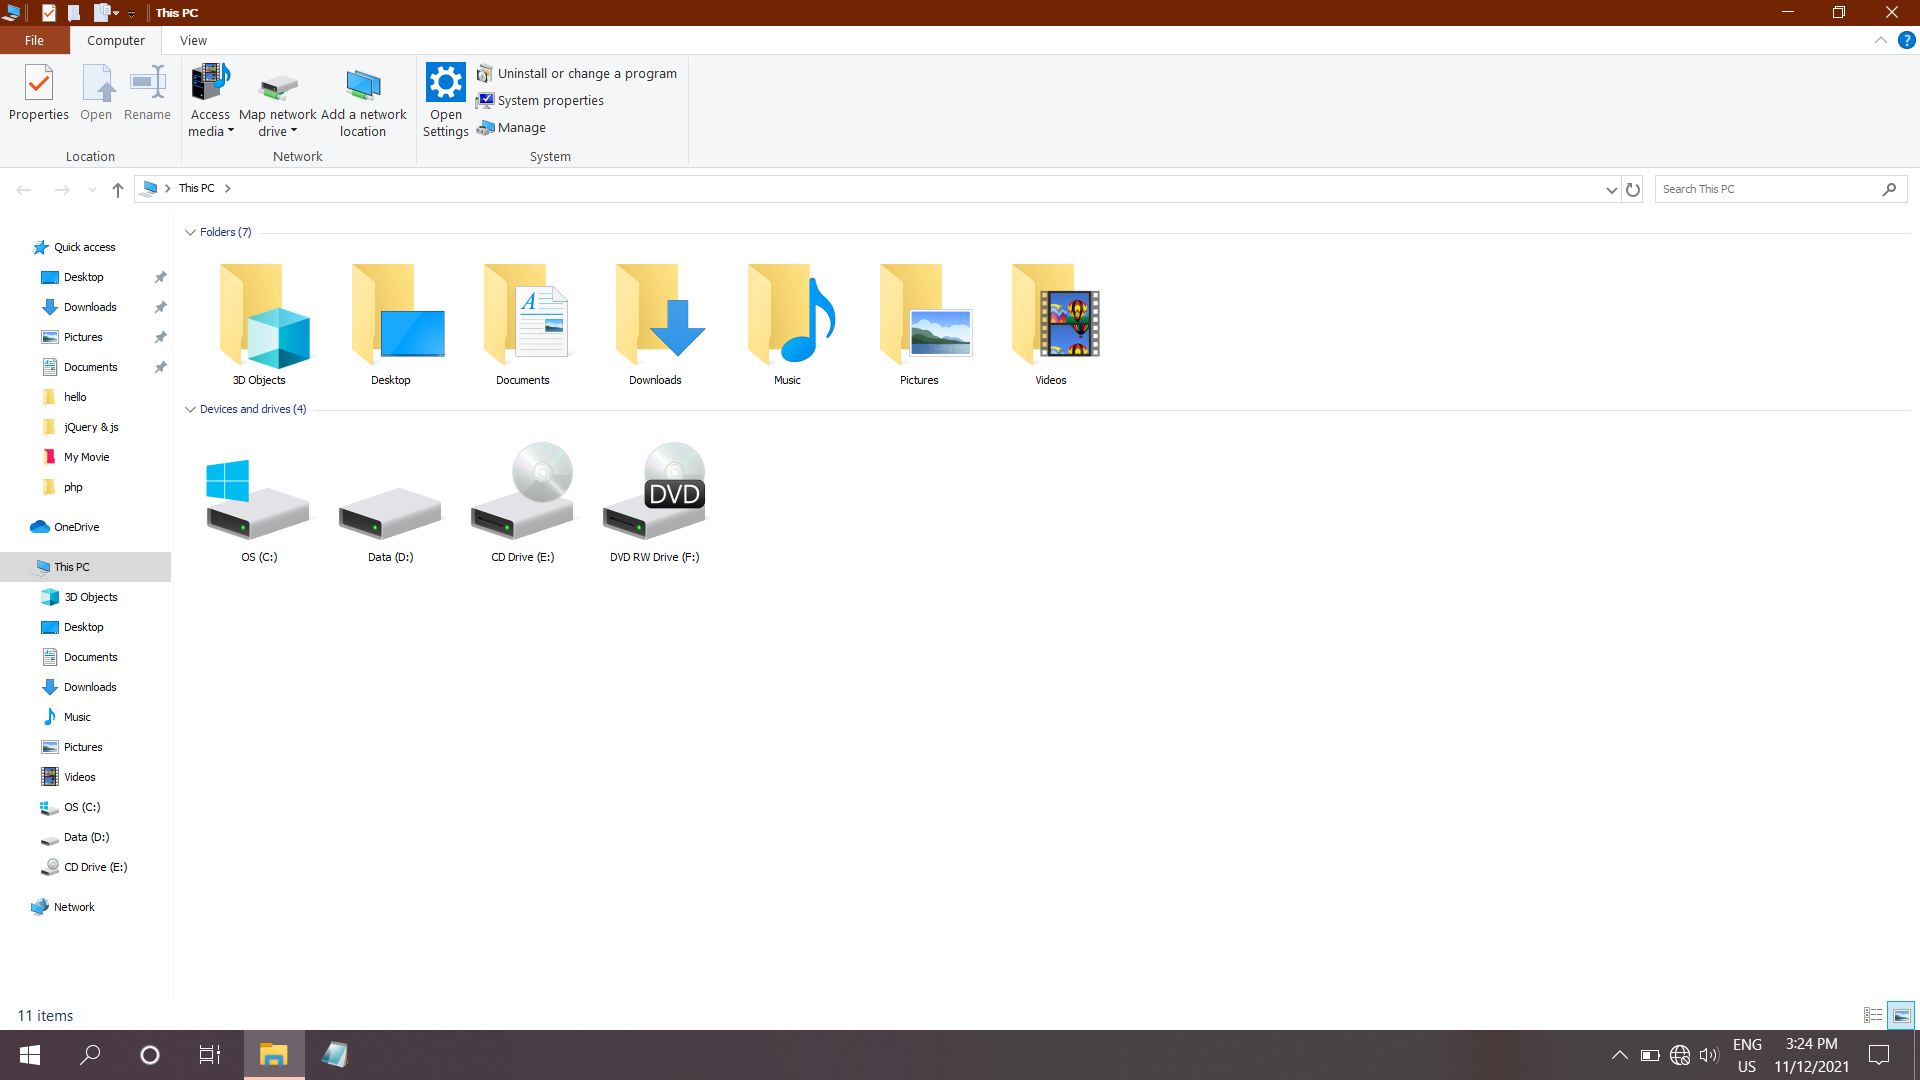 This PC
File
Computer
View
Properties
Open
Rename
Location
Access
media
Map network
drive
Add a network
location
Network
Open
Settings
Uninstall or change a program
System properties
Manage
System
This PC
Search This PC
Quick access
Desktop
Downloads
Pictures
Documents
hello
jQuery & js
My Movie
php
OneDrive
This PC
3D Objects
Desktop
Documents
Downloads
Music
Pictures
Videos
OS (C:)
Data (D:)
CD Drive (E:)
Network
Folders (7)
3D Objects
Desktop
Documents
Downloads
Music
Pictures
Videos
Devices and drives (4)
OS (C:)
Data (D:)
CD Drive (E:)
DVD
DVD RW Drive (F:)
11 items
ENG
US
3:24 PM
11/12/2021